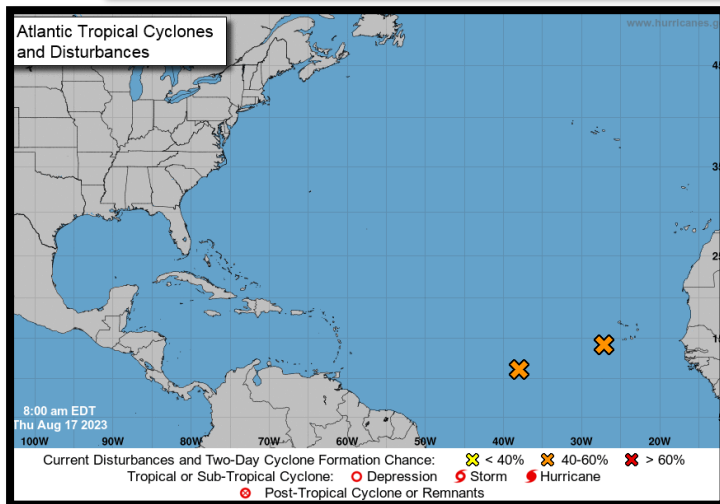 Atlantic Tropical Cyclones
and Disturbances
www.hurricanes.g
8:00 am EDT
Thu Aug 17 2023
100W 90W 80W 70W 60W 50W 40W 30W 20W
Current Disturbances and Two-Day Cyclone Formation Chance: < 40% 40-60% > 60%
Tropical or Sub-Tropical Cyclone: Depression Storm Hurricane
Post-Tropical Cyclone or Remnants